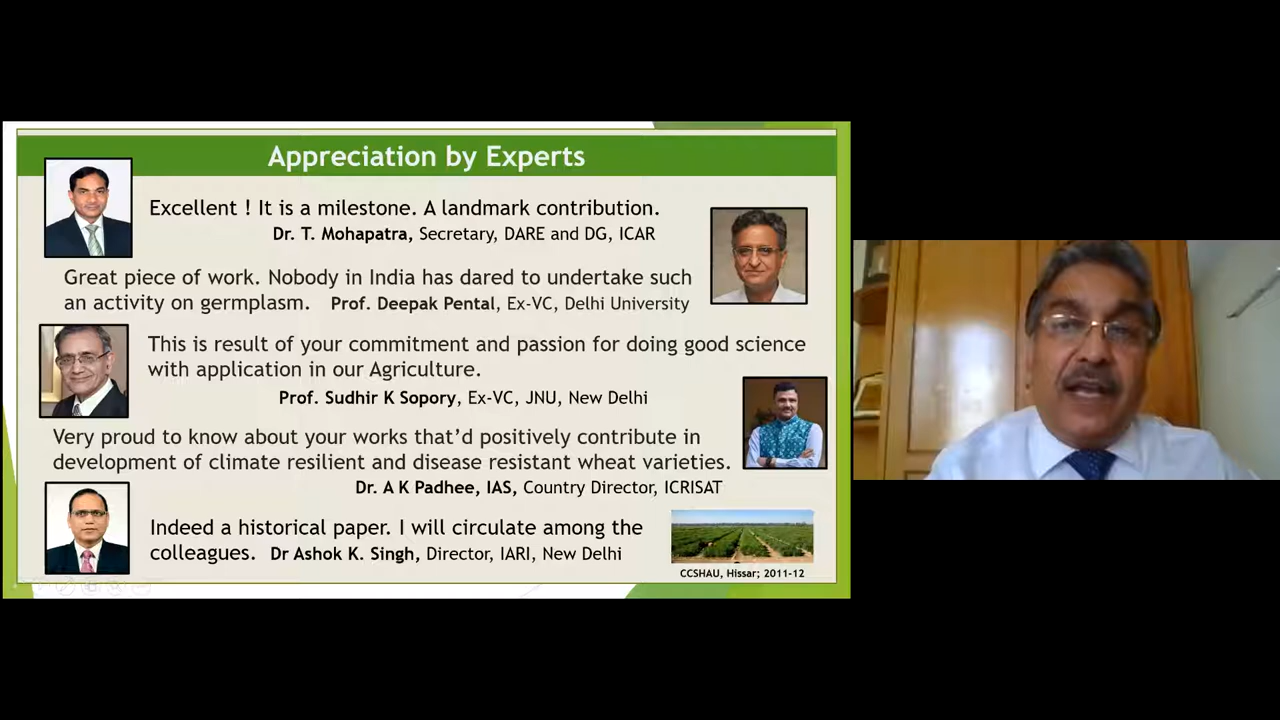 Appreciation by Experts
Excellent ! It is a milestone. A landmark contribution.
Dr. T. Mohapatra, Secretary, DARE and DG, ICAR
Great piece of work. Nobody in India has dared to undertake such
an activity on germplasm. Prof. Deepak Pental, Ex-VC, Delhi University
This is result of your commitment and passion for doing good science
with application in our Agriculture.
Prof. Sudhir K Sopory, Ex-VC, JNU, New Delhi
Very proud to know about your works that’d positively contribute in
development of climate resilient and disease resistant wheat varieties.
Dr. A K Padhee, IAS, Country Director, ICRISAT
Indeed a historical paper. I will circulate among the
colleagues. Dr Ashok K. Singh, Director, IARI, New Delhi
CCSHAU, Hissar; 2011-12